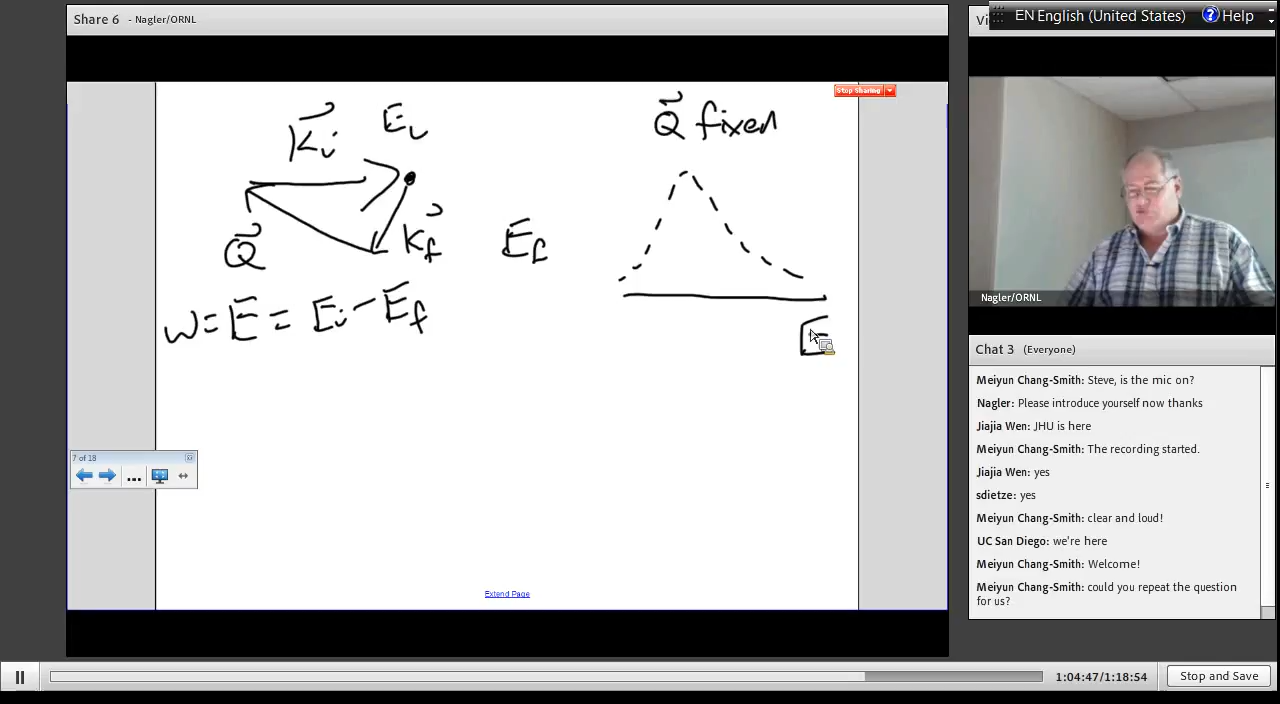 Share 6 - Nagler/ORNL
EN English (United States) Help
Stop Sharing
K⃗i Ei
Q⃗ fixed
Q⃗ K⃗f Ef
W = E = Ei - Ef
E
7 of 18
...
Extend Page
Nagler/ORNL
Chat 3 (Everyone)
Meiyun Chang-Smith: Steve, is the mic on?
Nagler: Please introduce yourself now thanks
Jiajia Wen: JHU is here
Meiyun Chang-Smith: The recording started.
Jiajia Wen: yes
sdietze: yes
Meiyun Chang-Smith: clear and loud!
UC San Diego: we're here
Meiyun Chang-Smith: Welcome!
Meiyun Chang-Smith: could you repeat the question
for us?
1:04:47/1:18:54
Stop and Save